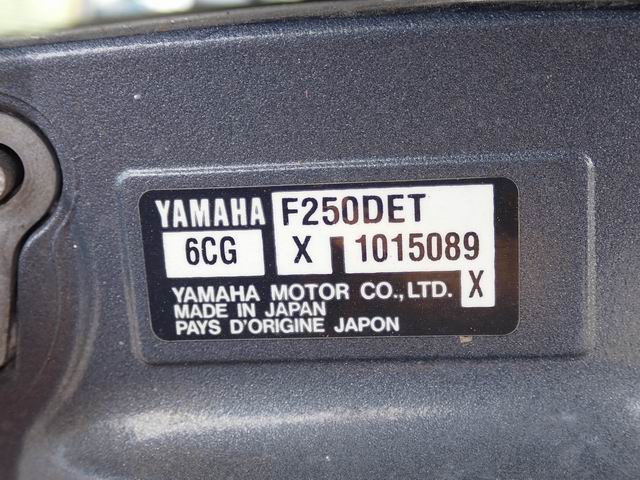 YAMAHA F250DET
6CG X 1015089
X
YAMAHA MOTOR CO.,LTD.
MADE IN JAPAN
PAYS D'ORIGINE JAPON